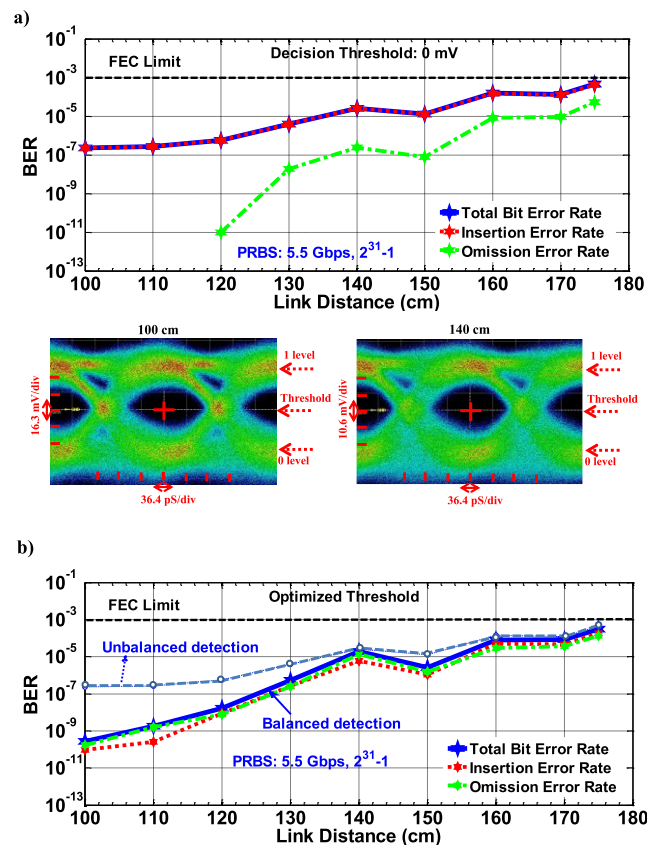 a)
10^-1
10^-3
10^-5
10^-7
10^-9
10^-11
10^-13
BER
FEC Limit
Decision Threshold: 0 mV
Total Bit Error Rate
Insertion Error Rate
Omission Error Rate
PRBS: 5.5 Gbps, 2^31-1
100 110 120 130 140 150 160 170 180
Link Distance (cm)
100 cm
16.3 mV/div
1 level
Threshold
0 level
36.4 pS/div
140 cm
10.6 mV/div
1 level
Threshold
0 level
36.4 pS/div
b)
10^-1
10^-3
10^-5
10^-7
10^-9
10^-11
10^-13
BER
FEC Limit
Optimized Threshold
Unbalanced detection
Balanced detection
Total Bit Error Rate
Insertion Error Rate
Omission Error Rate
PRBS: 5.5 Gbps, 2^31-1
100 110 120 130 140 150 160 170 180
Link Distance (cm)